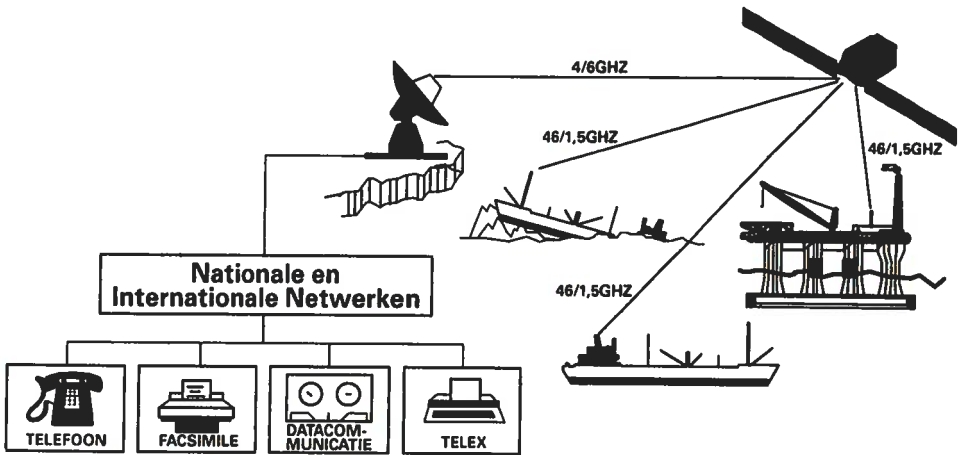 4/6GHZ
46/1,5GHZ
46/1,5GHZ
46/1,5GHZ
Nationale en
Internationale Netwerken
TELEFOON
FACSIMILE
DATACOM-
MUNICATIE
TELEX